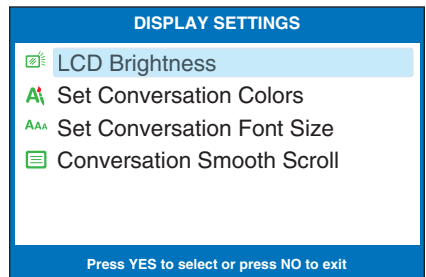 DISPLAY SETTINGS
LCD Brightness
Set Conversation Colors
AAA Set Conversation Font Size
Conversation Smooth Scroll
Press YES to select or press NO to exit